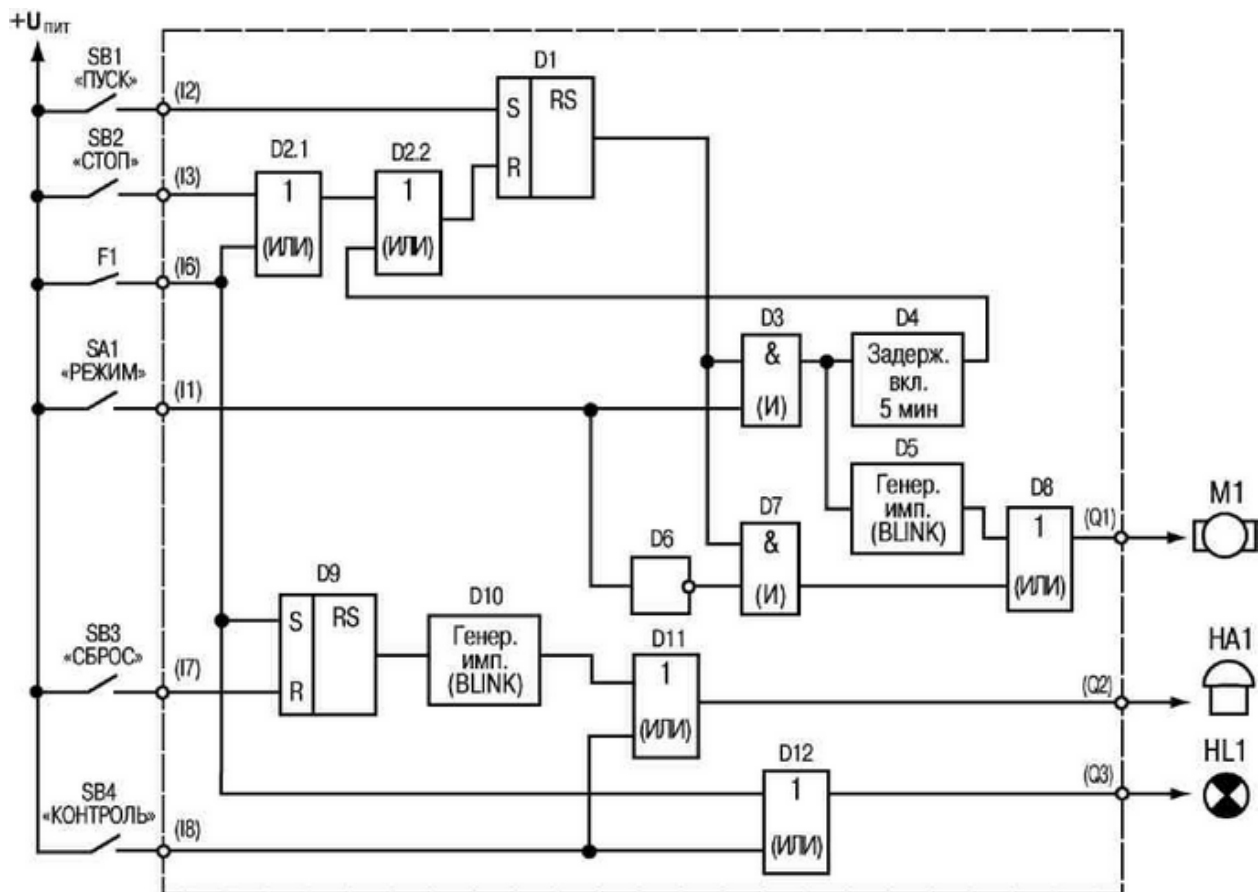 +Uпит
SB1
«ПУСК»
(I2)
D1
S
RS
R
SB2
«СТОП»
(I3)
D2.1
1
(ИЛИ)
D2.2
1
(ИЛИ)
F1
(I6)
SA1
«РЕЖИМ»
(I1)
D3
&
(И)
D4
Задерж.
вкл.
5 мин
D5
Генер.
имп.
(BLINK)
D6
D7
&
(И)
D8
1
(ИЛИ)
(Q1)
M1
D9
S
RS
R
SB3
«СБРОС»
(I7)
D10
Генер.
имп.
(BLINK)
D11
1
(ИЛИ)
(Q2)
HA1
SB4
«КОНТРОЛЬ»
(I8)
D12
1
(ИЛИ)
(Q3)
HL1